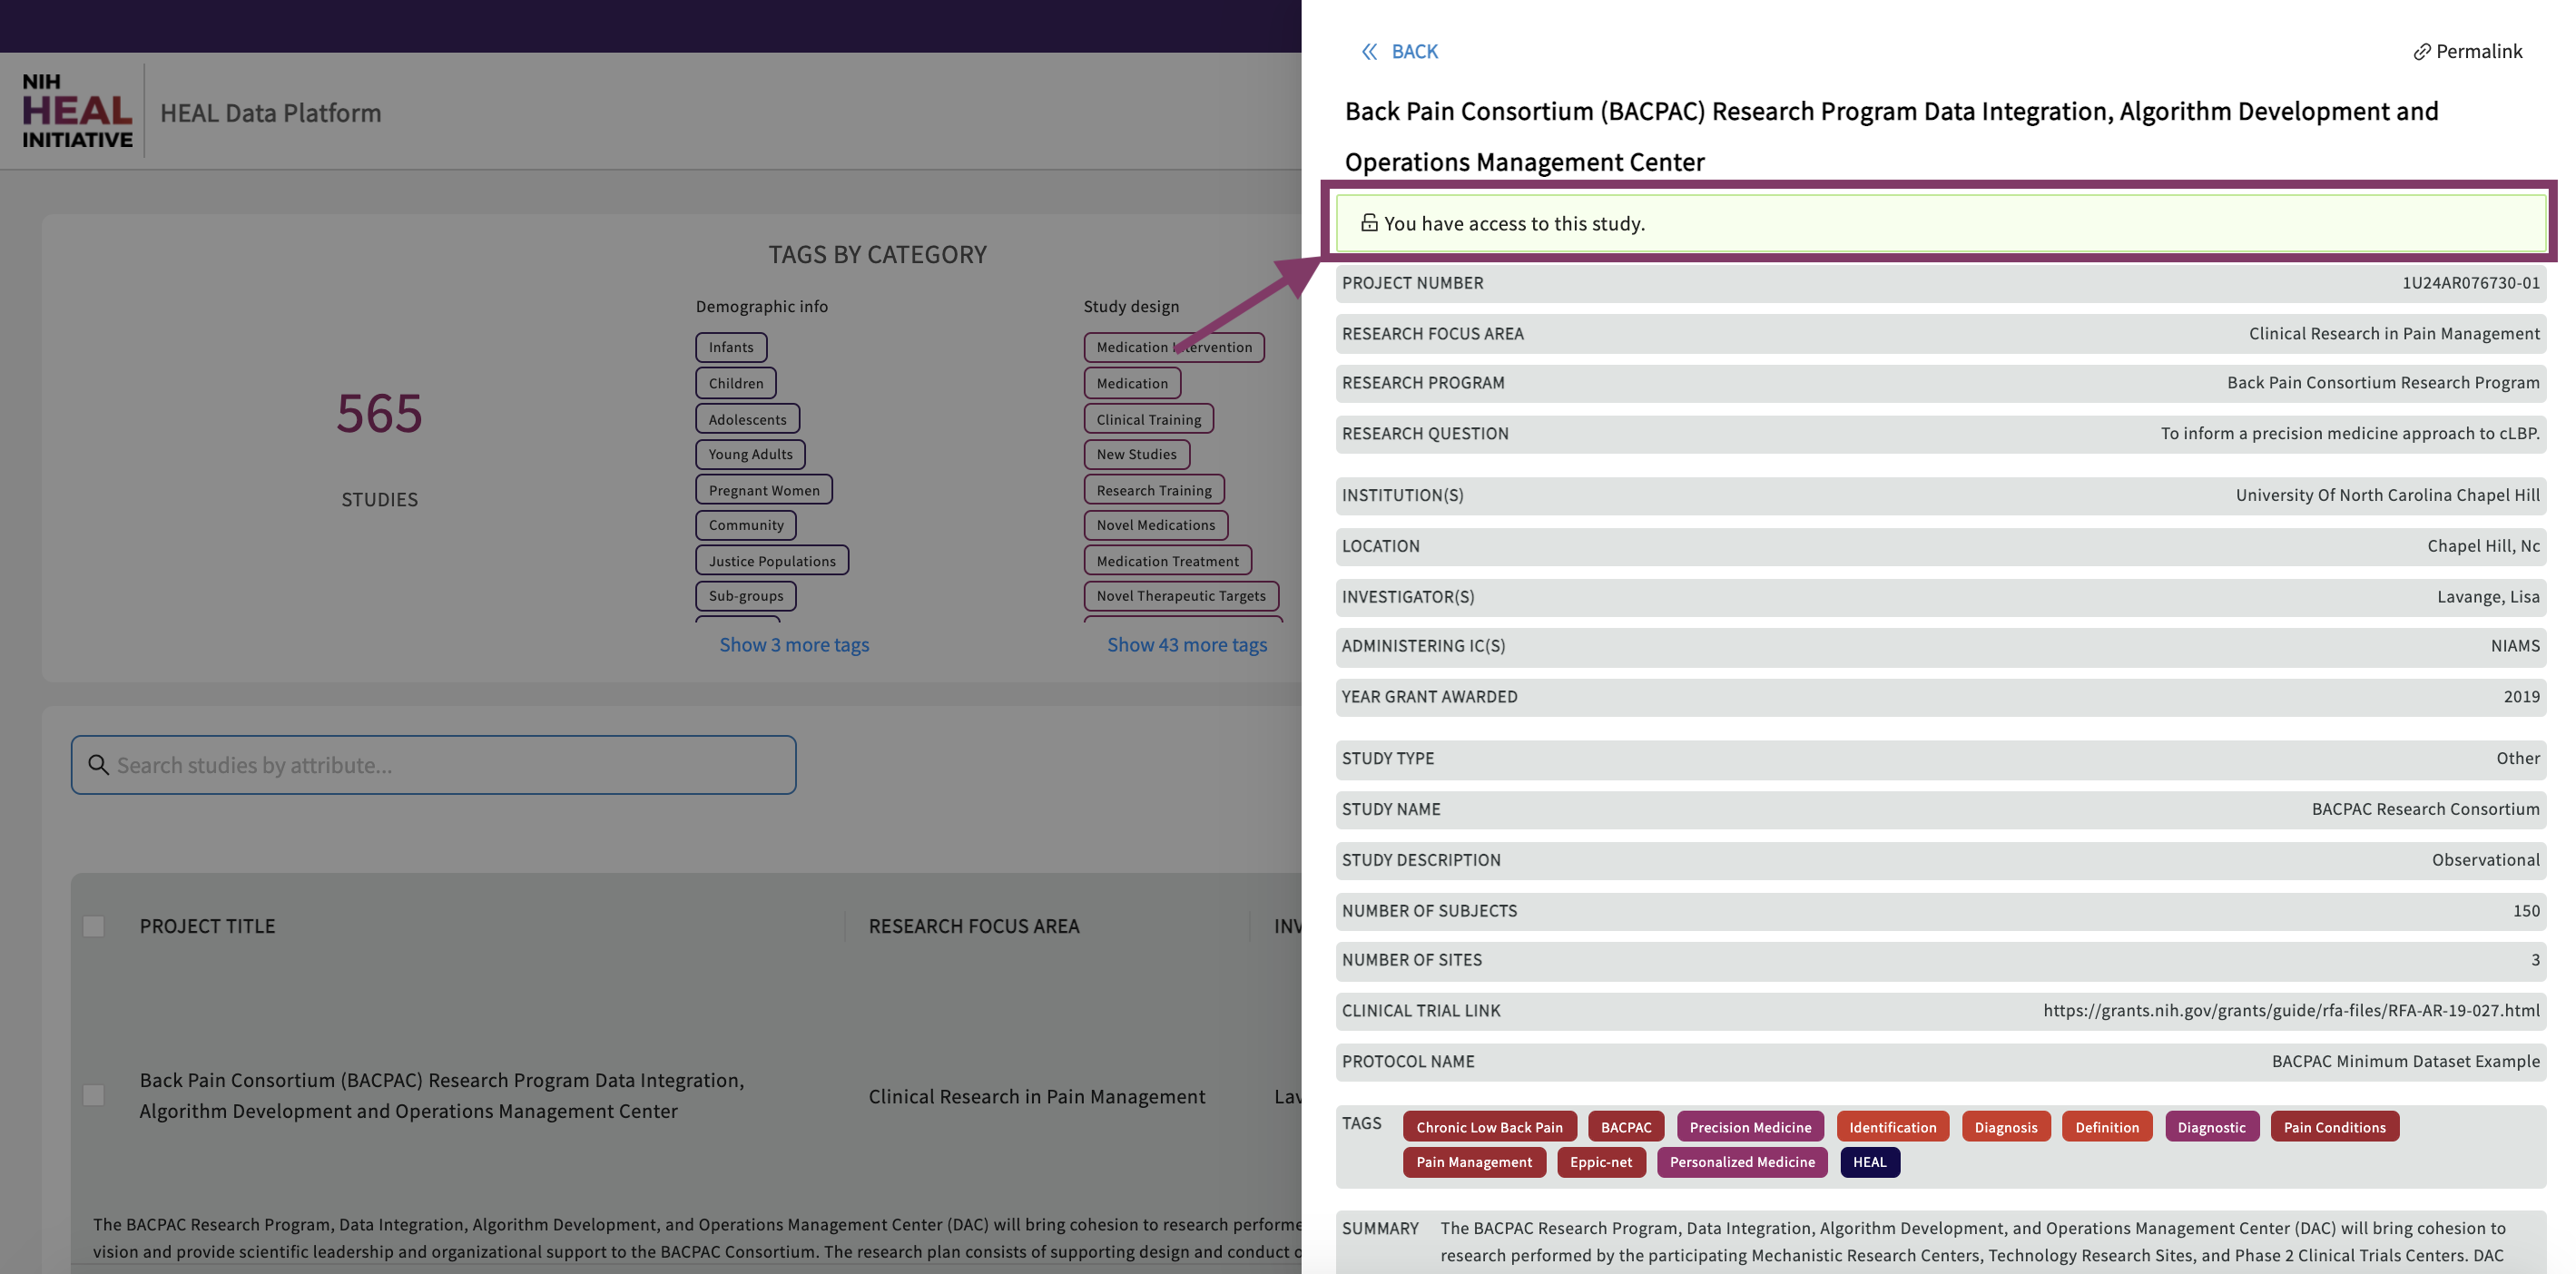 NIH
HEAL
INITIATIVE
HEAL Data Platform
TAGS BY CATEGORY
565
STUDIES
Demographic info
Infants
Children
Adolescents
Young Adults
Pregnant Women
Community
Justice Populations
Sub-groups
Show 3 more tags
Study design
Medication Intervention
Medication
Clinical Training
New Studies
Research Training
Novel Medications
Medication Treatment
Novel Therapeutic Targets
Show 43 more tags
Search studies by attribute...
PROJECT TITLE RESEARCH FOCUS AREA INV
Back Pain Consortium (BACPAC) Research Program Data Integration,
Algorithm Development and Operations Management Center
Clinical Research in Pain Management
Lav
The BACPAC Research Program, Data Integration, Algorithm Development, and Operations Management Center (DAC) will bring cohesion to research performe
vision and provide scientific leadership and organizational support to the BACPAC Consortium. The research plan consists of supporting design and conduct o
BACK
Permalink
Back Pain Consortium (BACPAC) Research Program Data Integration, Algorithm Development and
Operations Management Center
You have access to this study.
PROJECT NUMBER 1U24AR076730-01
RESEARCH FOCUS AREA Clinical Research in Pain Management
RESEARCH PROGRAM Back Pain Consortium Research Program
RESEARCH QUESTION To inform a precision medicine approach to cLBP.
INSTITUTION(S) University Of North Carolina Chapel Hill
LOCATION Chapel Hill, Nc
INVESTIGATOR(S) Lavange, Lisa
ADMINISTERING IC(S) NIAMS
YEAR GRANT AWARDED 2019
STUDY TYPE Other
STUDY NAME BACPAC Research Consortium
STUDY DESCRIPTION Observational
NUMBER OF SUBJECTS 150
NUMBER OF SITES 3
CLINICAL TRIAL LINK https://grants.nih.gov/grants/guide/rfa-files/RFA-AR-19-027.html
PROTOCOL NAME BACPAC Minimum Dataset Example
TAGS Chronic Low Back Pain BACPAC Precision Medicine Identification Diagnosis Definition Diagnostic Pain Conditions
Pain Management Eppic-net Personalized Medicine HEAL
SUMMARY The BACPAC Research Program, Data Integration, Algorithm Development, and Operations Management Center (DAC) will bring cohesion to
research performed by the participating Mechanistic Research Centers, Technology Research Sites, and Phase 2 Clinical Trials Centers. DAC